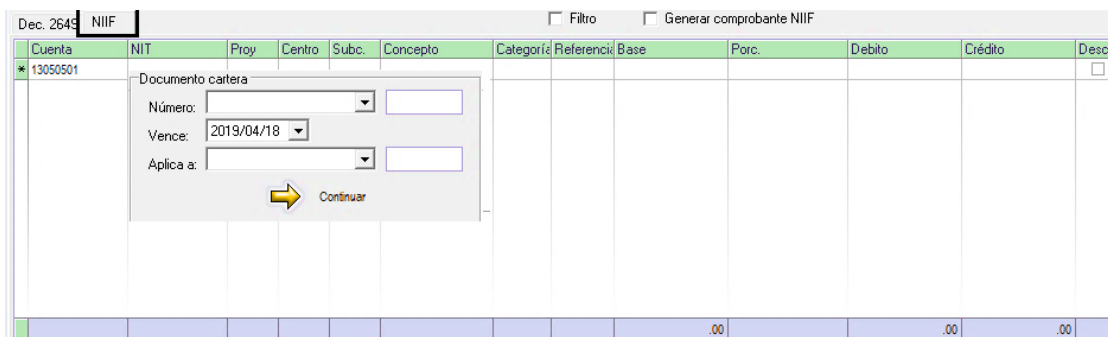 Dec. 2649 NIIF Filtro Generar comprobante NIIF
Cuenta NIT Proy Centro Subc. Concepto Categoría Referencia Base Porc. Debito Crédito Desc
* 13050501
Documento cartera
Número:
Vence: 2019/04/18
Aplica a:
Continuar
.00 .00 .00